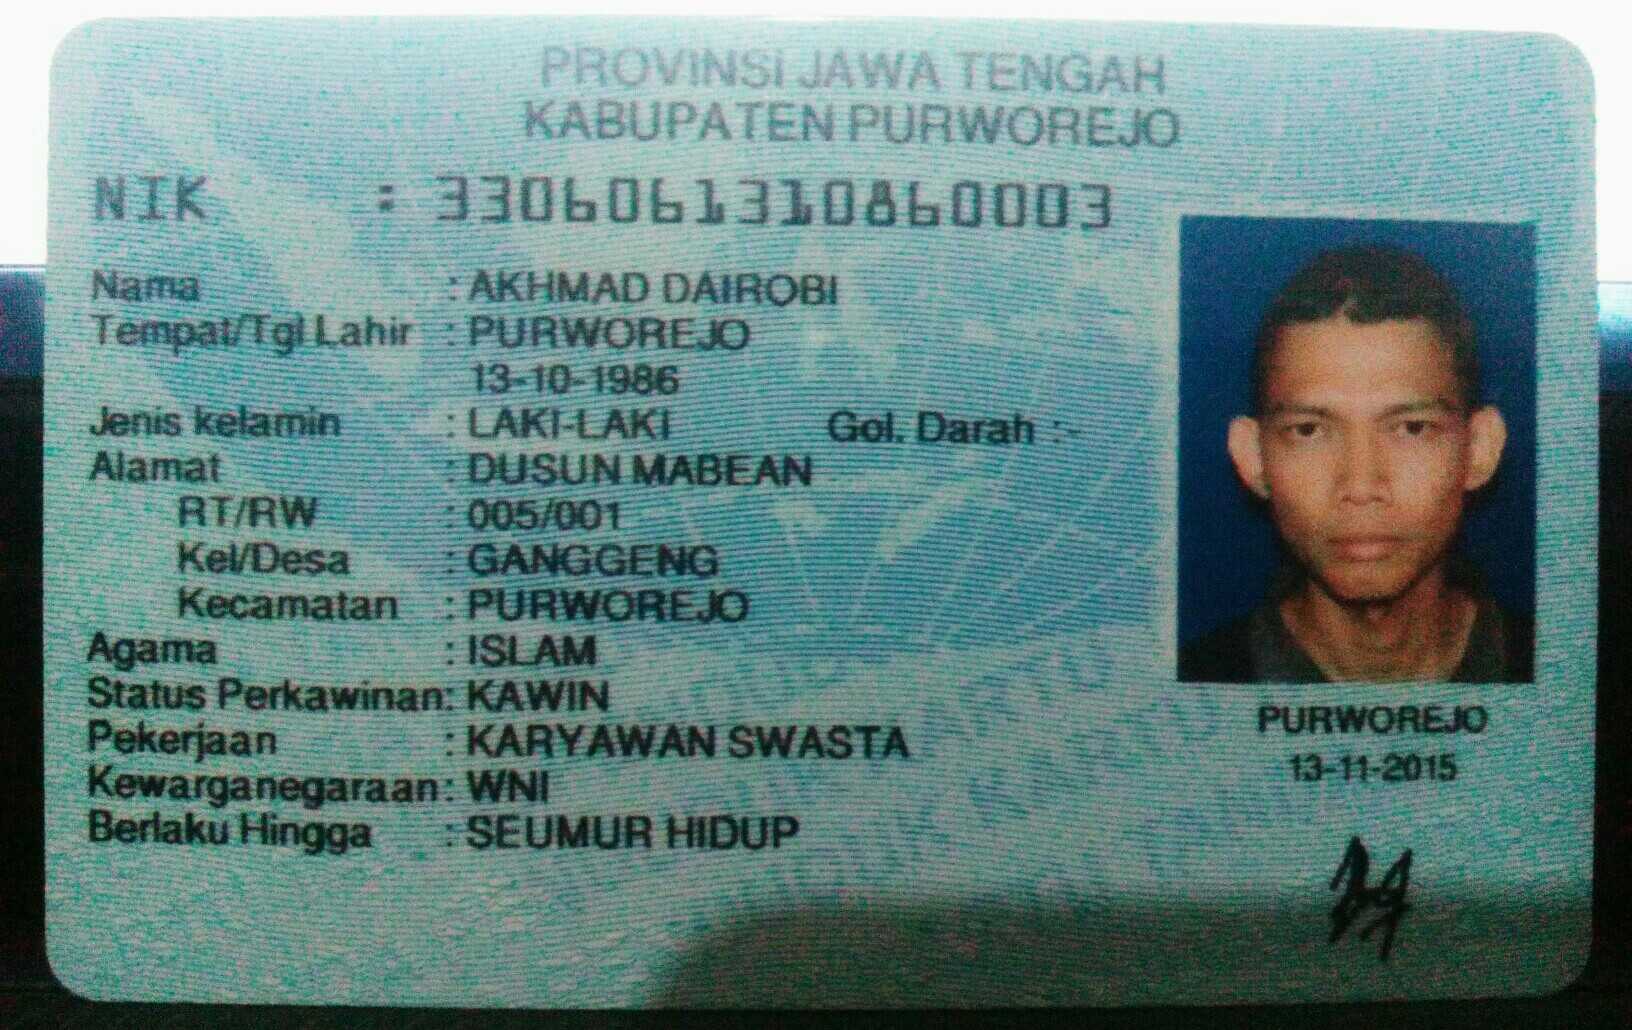 PROVINSI JAWA TENGAH
KABUPATEN PURWOREJO
NIK : 3306061310860003
Nama : AKHMAD DAIROBI
Tempat/Tgl Lahir : PURWOREJO
13-10-1986
Jenis kelamin : LAKI-LAKI Gol. Darah :-
Alamat : DUSUN MABEAN
RT/RW : 005/001
Kel/Desa : GANGGENG
Kecamatan : PURWOREJO
Agama : ISLAM
Status Perkawinan: KAWIN
Pekerjaan : KARYAWAN SWASTA
Kewarganegaraan: WNI
Berlaku Hingga : SEUMUR HIDUP
PURWOREJO
13-11-2015